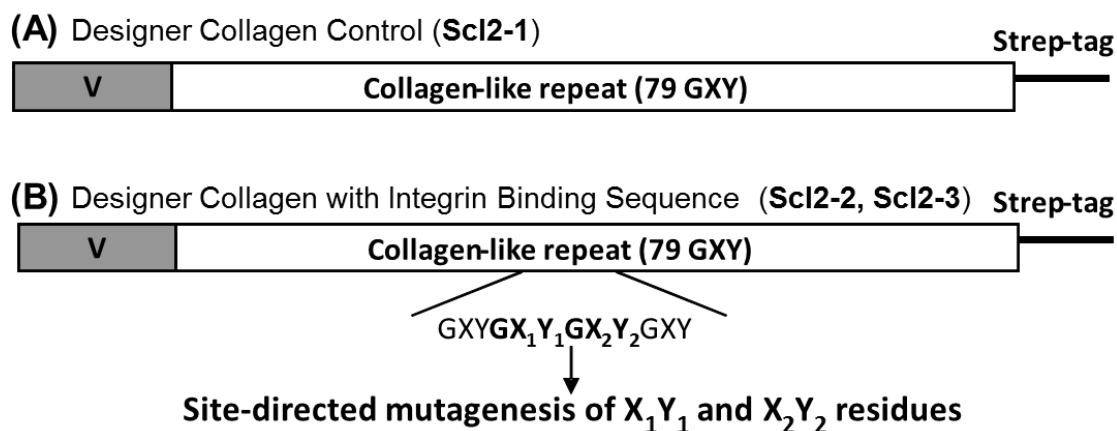 (A) Designer Collagen Control (Scl2-1)
Strep-tag
V Collagen-like repeat (79 GXY)
(B) Designer Collagen with Integrin Binding Sequence (Scl2-2, Scl2-3) Strep-tag
V Collagen-like repeat (79 GXY)
GXYGX₁Y₁GX₂Y₂GXY
Site-directed mutagenesis of X₁Y₁ and X₂Y₂ residues